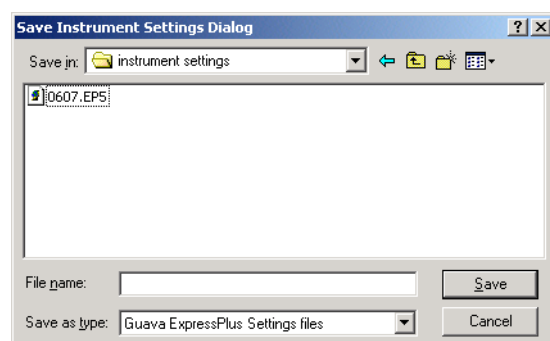 Save Instrument Settings Dialog
Save in: instrument settings
0607.EP5
File name: Save
Save as type: Guava ExpressPlus Settings files Cancel